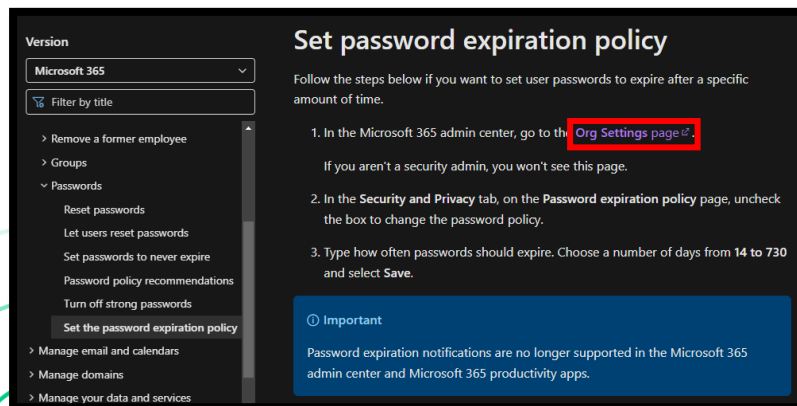 Version
Microsoft 365
Filter by title
Remove a former employee
Groups
Passwords
Reset passwords
Let users reset passwords
Set passwords to never expire
Password policy recommendations
Turn off strong passwords
Set the password expiration policy
Manage email and calendars
Manage domains
Manage your data and services
Set password expiration policy
Follow the steps below if you want to set user passwords to expire after a specific
amount of time.
1. In the Microsoft 365 admin center, go to the Org Settings page.
If you aren't a security admin, you won't see this page.
2. In the Security and Privacy tab, on the Password expiration policy page, uncheck
the box to change the password policy.
3. Type how often passwords should expire. Choose a number of days from 14 to 730
and select Save.
Important
Password expiration notifications are no longer supported in the Microsoft 365
admin center and Microsoft 365 productivity apps.